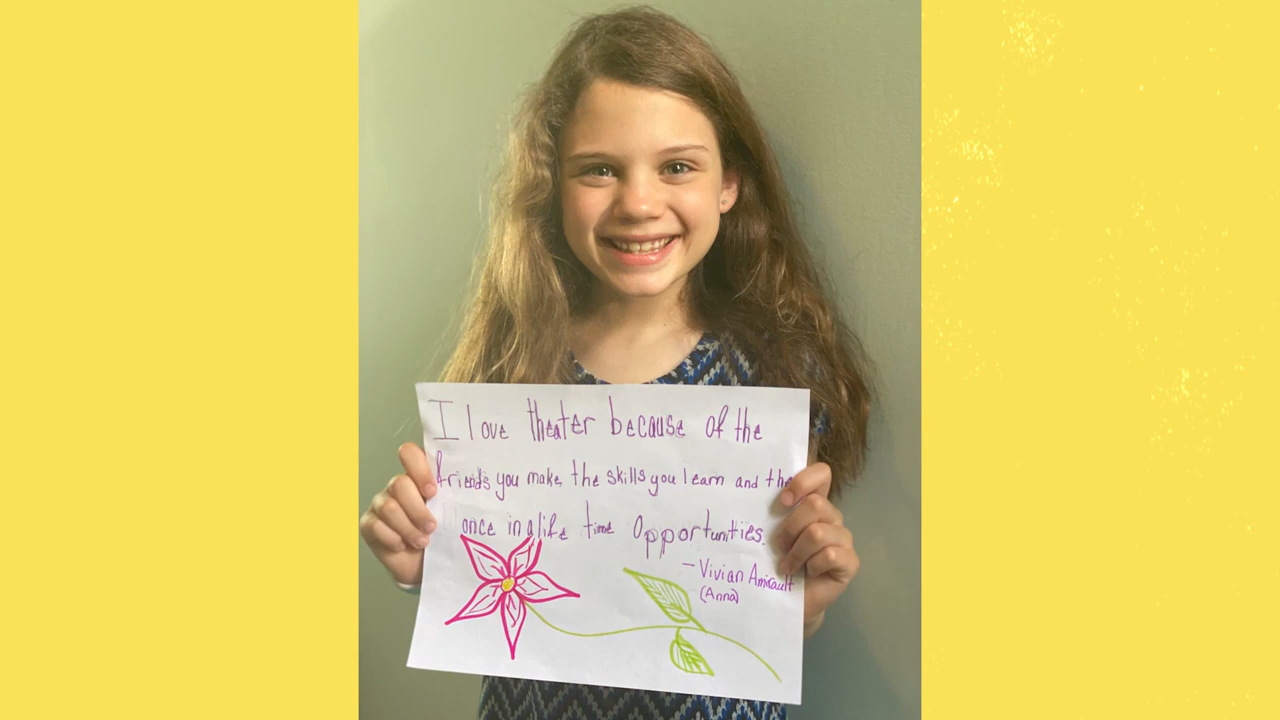 I love theater because of the
friends you make, the skills you learn and the
once in a life time Opportunities.
- Vivian Amirault
(Anna)